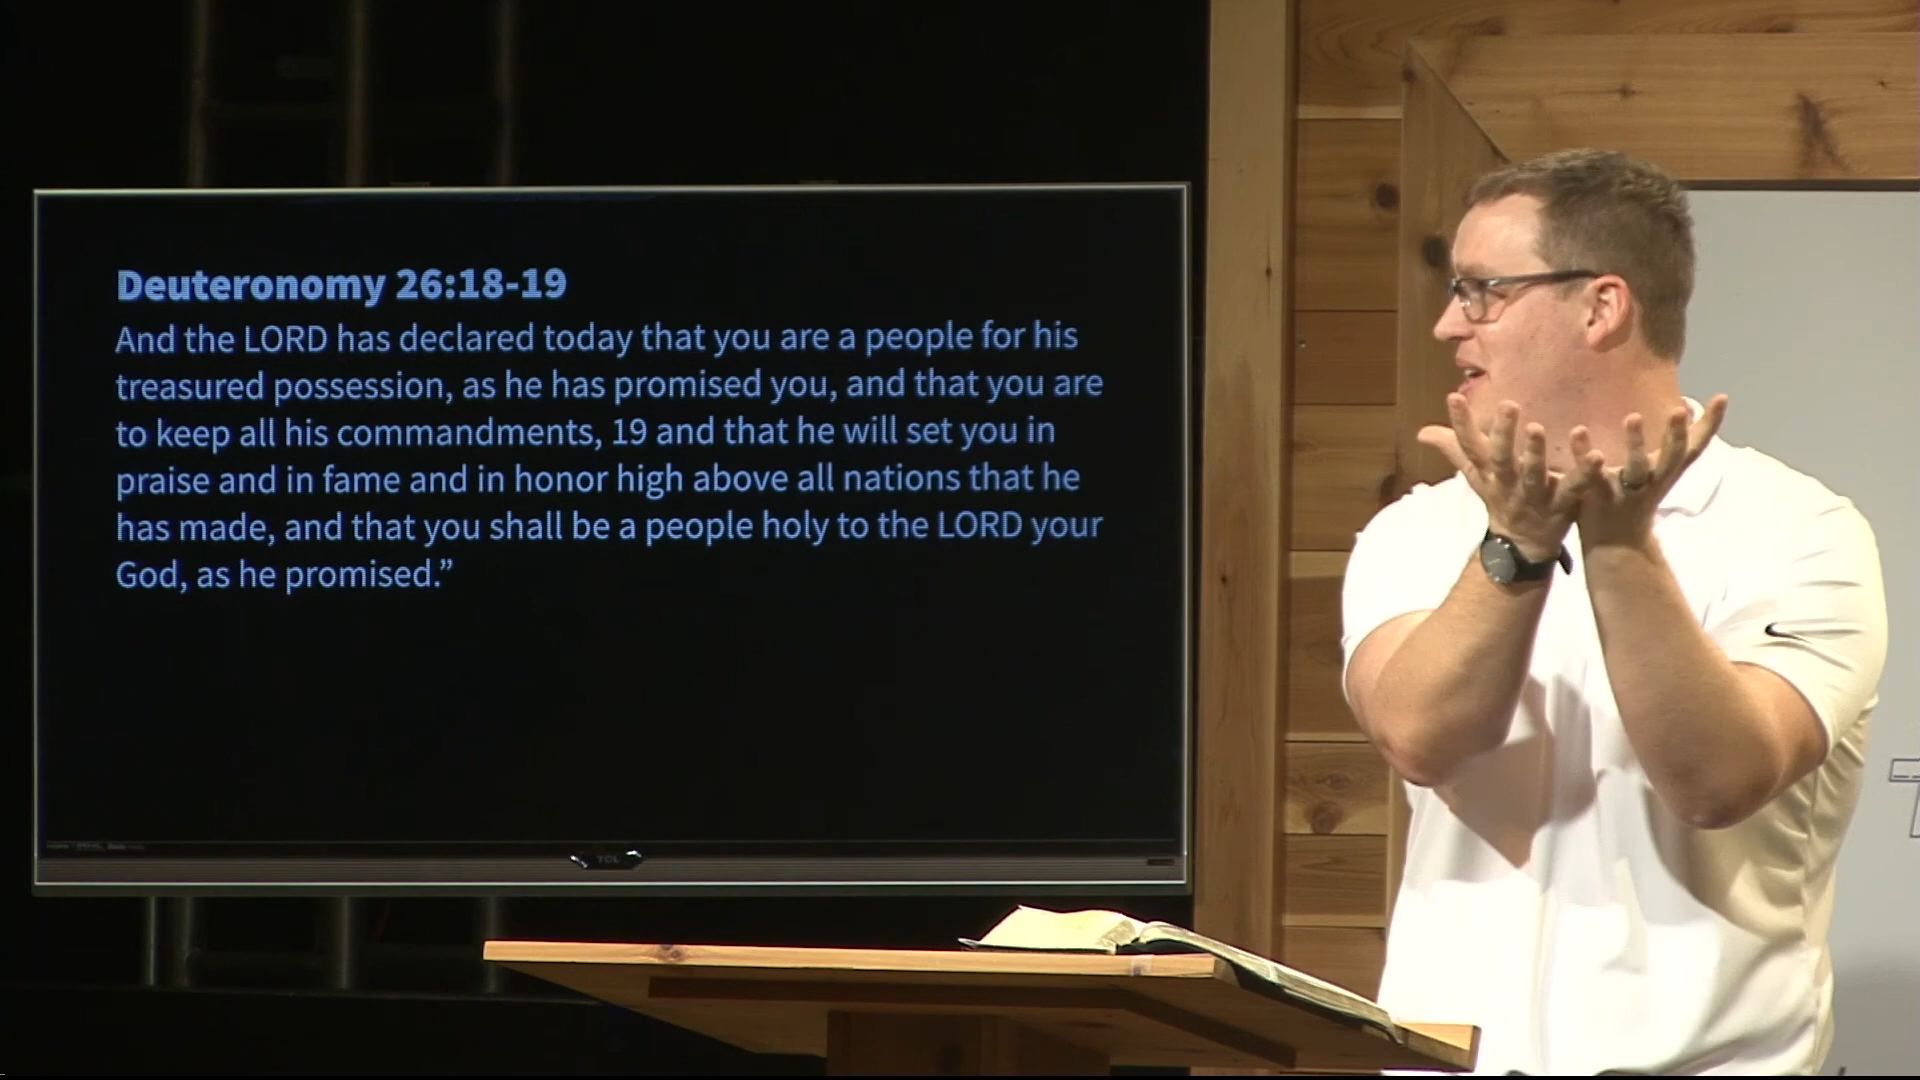 Deuteronomy 26:18-19
And the LORD has declared today that you are a people for his
treasured possession, as he has promised you, and that you are
to keep all his commandments, 19 and that he will set you in
praise and in fame and in honor high above all nations that he
has made, and that you shall be a people holy to the LORD your
God, as he promised.”
TCL